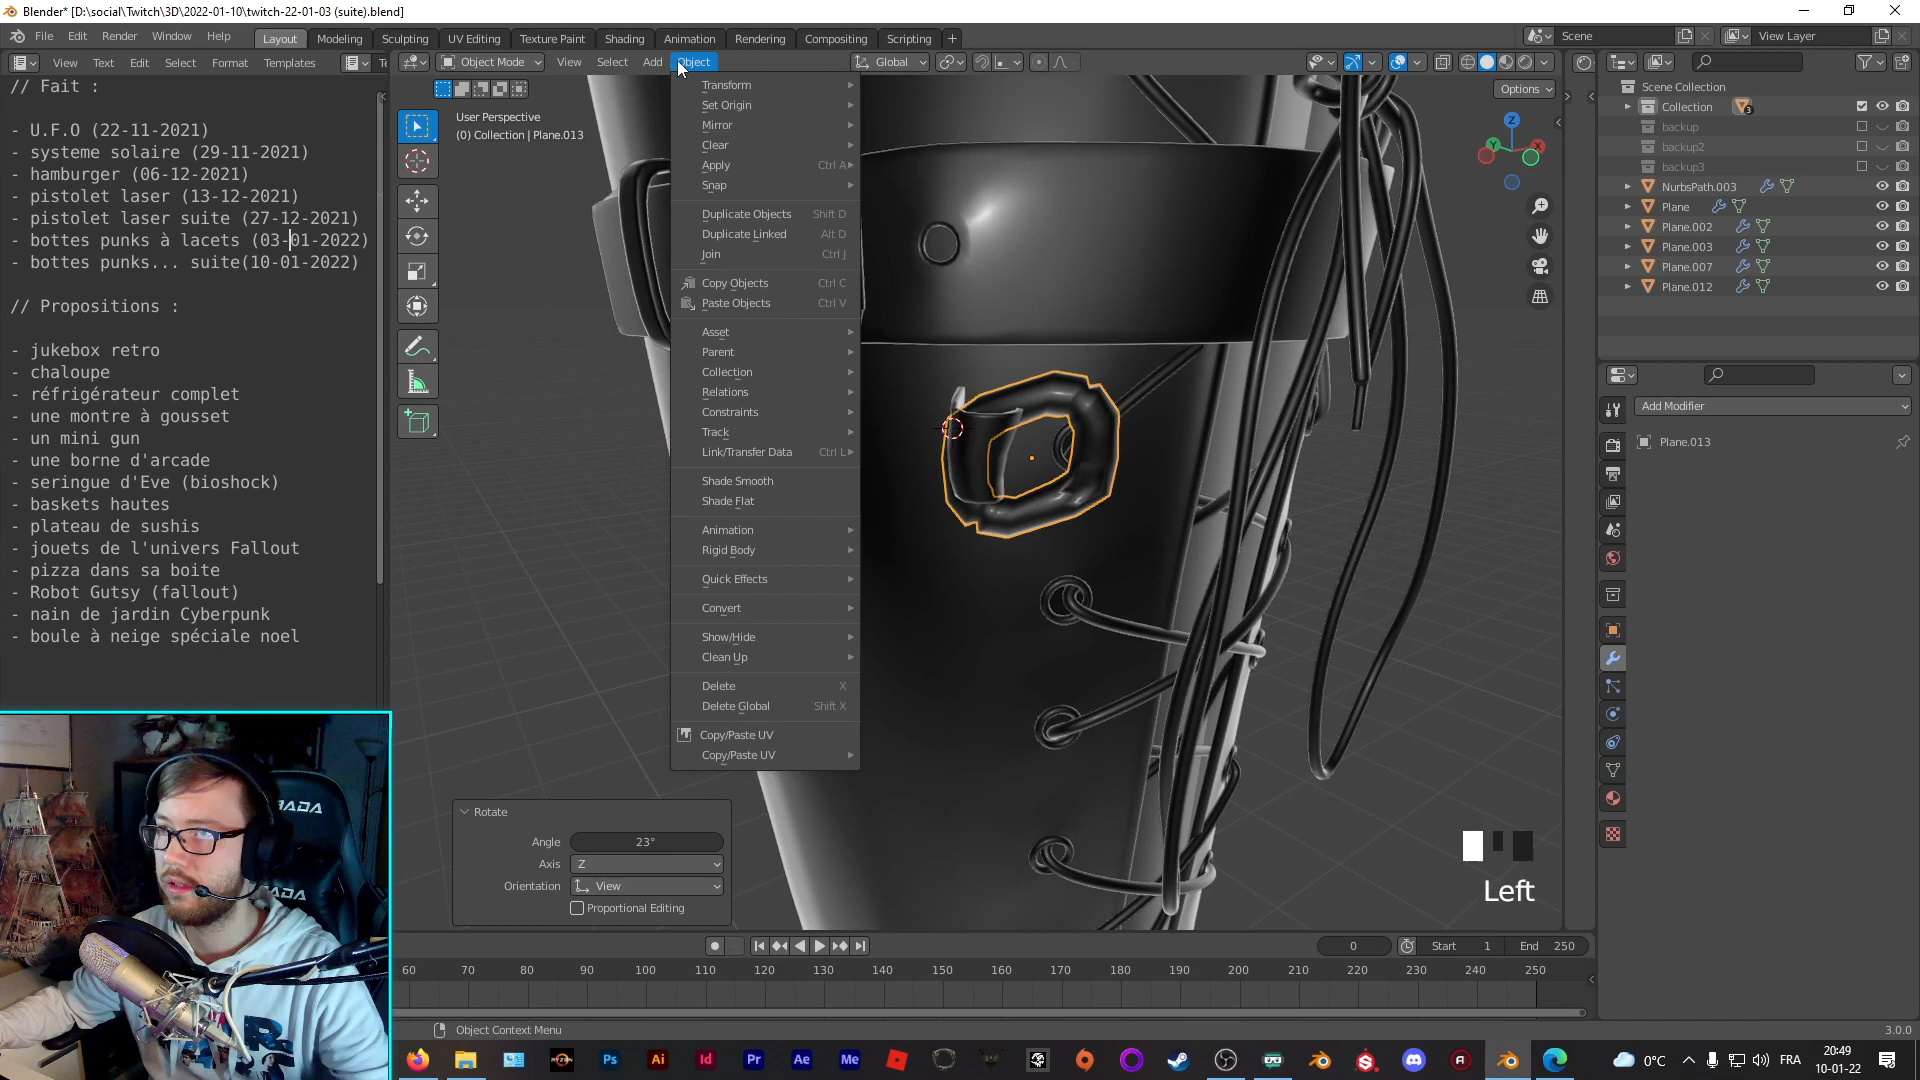 Blender* [D:\social\Twitch\3D\2022-01-10\twitch-22-01-03 (suite).blend]
File Edit Render Window Help Layout Modeling Sculpting UV Editing Texture Paint Shading Animation Rendering Compositing Scripting + Scene View Layer
View Text Edit Select Format Templates Te
Object Mode View Select Add Object Global
Options
// Fait :
- U.F.O (22-11-2021)
- systeme solaire (29-11-2021)
- hamburger (06-12-2021)
- pistolet laser (13-12-2021)
- pistolet laser suite (27-12-2021)
- bottes punks à lacets (03-01-2022)
- bottes punks... suite(10-01-2022)
// Propositions :
- jukebox retro
- chaloupe
- réfrigérateur complet
- une montre à gousset
- un mini gun
- une borne d'arcade
- seringue d'Eve (bioshock)
- baskets hautes
- plateau de sushis
- jouets de l'univers Fallout
- pizza dans sa boite
- Robot Gutsy (fallout)
- nain de jardin Cyberpunk
- boule à neige spéciale noel
User Perspective
(0) Collection | Plane.013
Transform
Set Origin
Mirror
Clear
Apply Ctrl A
Snap
Duplicate Objects Shift D
Duplicate Linked Alt D
Join Ctrl J
Copy Objects Ctrl C
Paste Objects Ctrl V
Asset
Parent
Collection
Relations
Constraints
Track
Link/Transfer Data Ctrl L
Shade Smooth
Shade Flat
Animation
Rigid Body
Quick Effects
Convert
Show/Hide
Clean Up
Delete X
Delete Global Shift X
Copy/Paste UV
Copy/Paste UV
Z
Y
X
Scene Collection
Collection 3
backup
backup2
backup3
NurbsPath.003
Plane
Plane.002
Plane.003
Plane.007
Plane.012
Add Modifier
Plane.013
Rotate
Angle 23°
Axis Z
Orientation View
Proportional Editing
Left
0 Start 1 End 250
60 70 80 90 100 110 120 130 140 150 160 170 180 190 200 210 220 230 240 250
Object Context Menu
3.0.0
RYZEN Ps Ai Id Pr Ae Me
0°C FRA 20:49
10-01-22